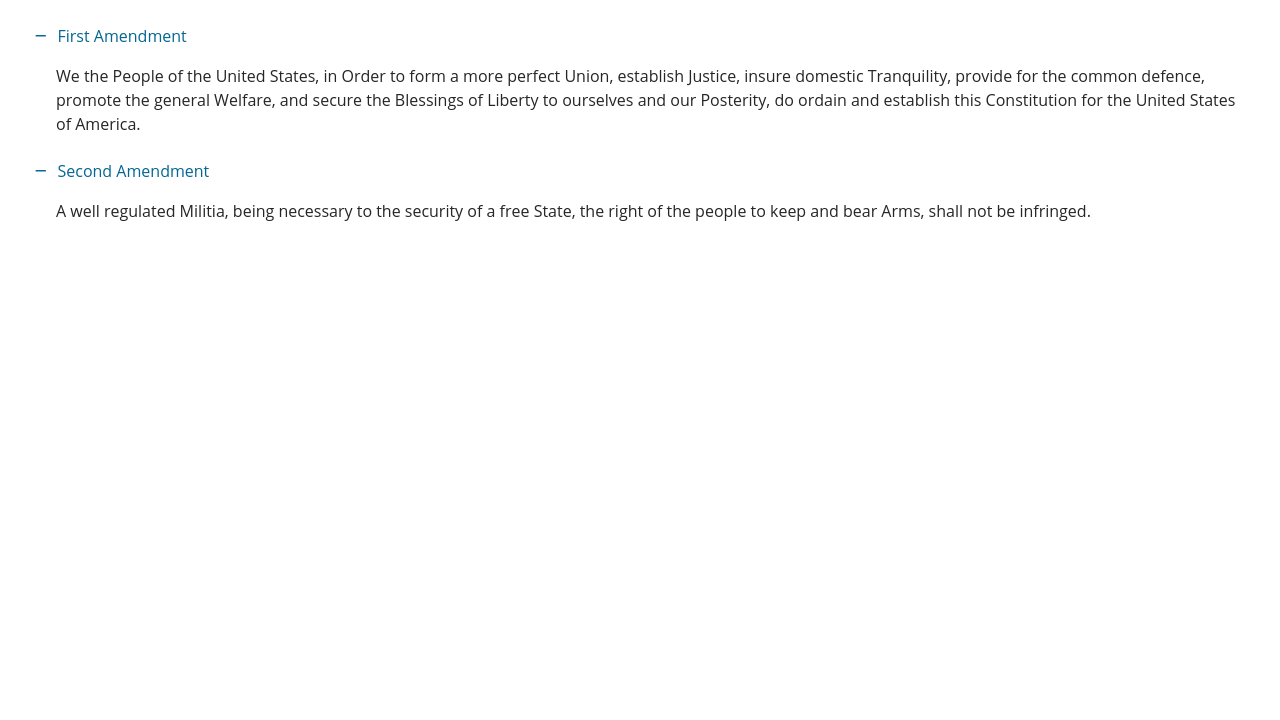 First Amendment
We the People of the United States, in Order to form a more perfect Union, establish Justice, insure domestic Tranquility, provide for the common defence,
promote the general Welfare, and secure the Blessings of Liberty to ourselves and our Posterity, do ordain and establish this Constitution for the United States
of America.
Second Amendment
A well regulated Militia, being necessary to the security of a free State, the right of the people to keep and bear Arms, shall not be infringed.